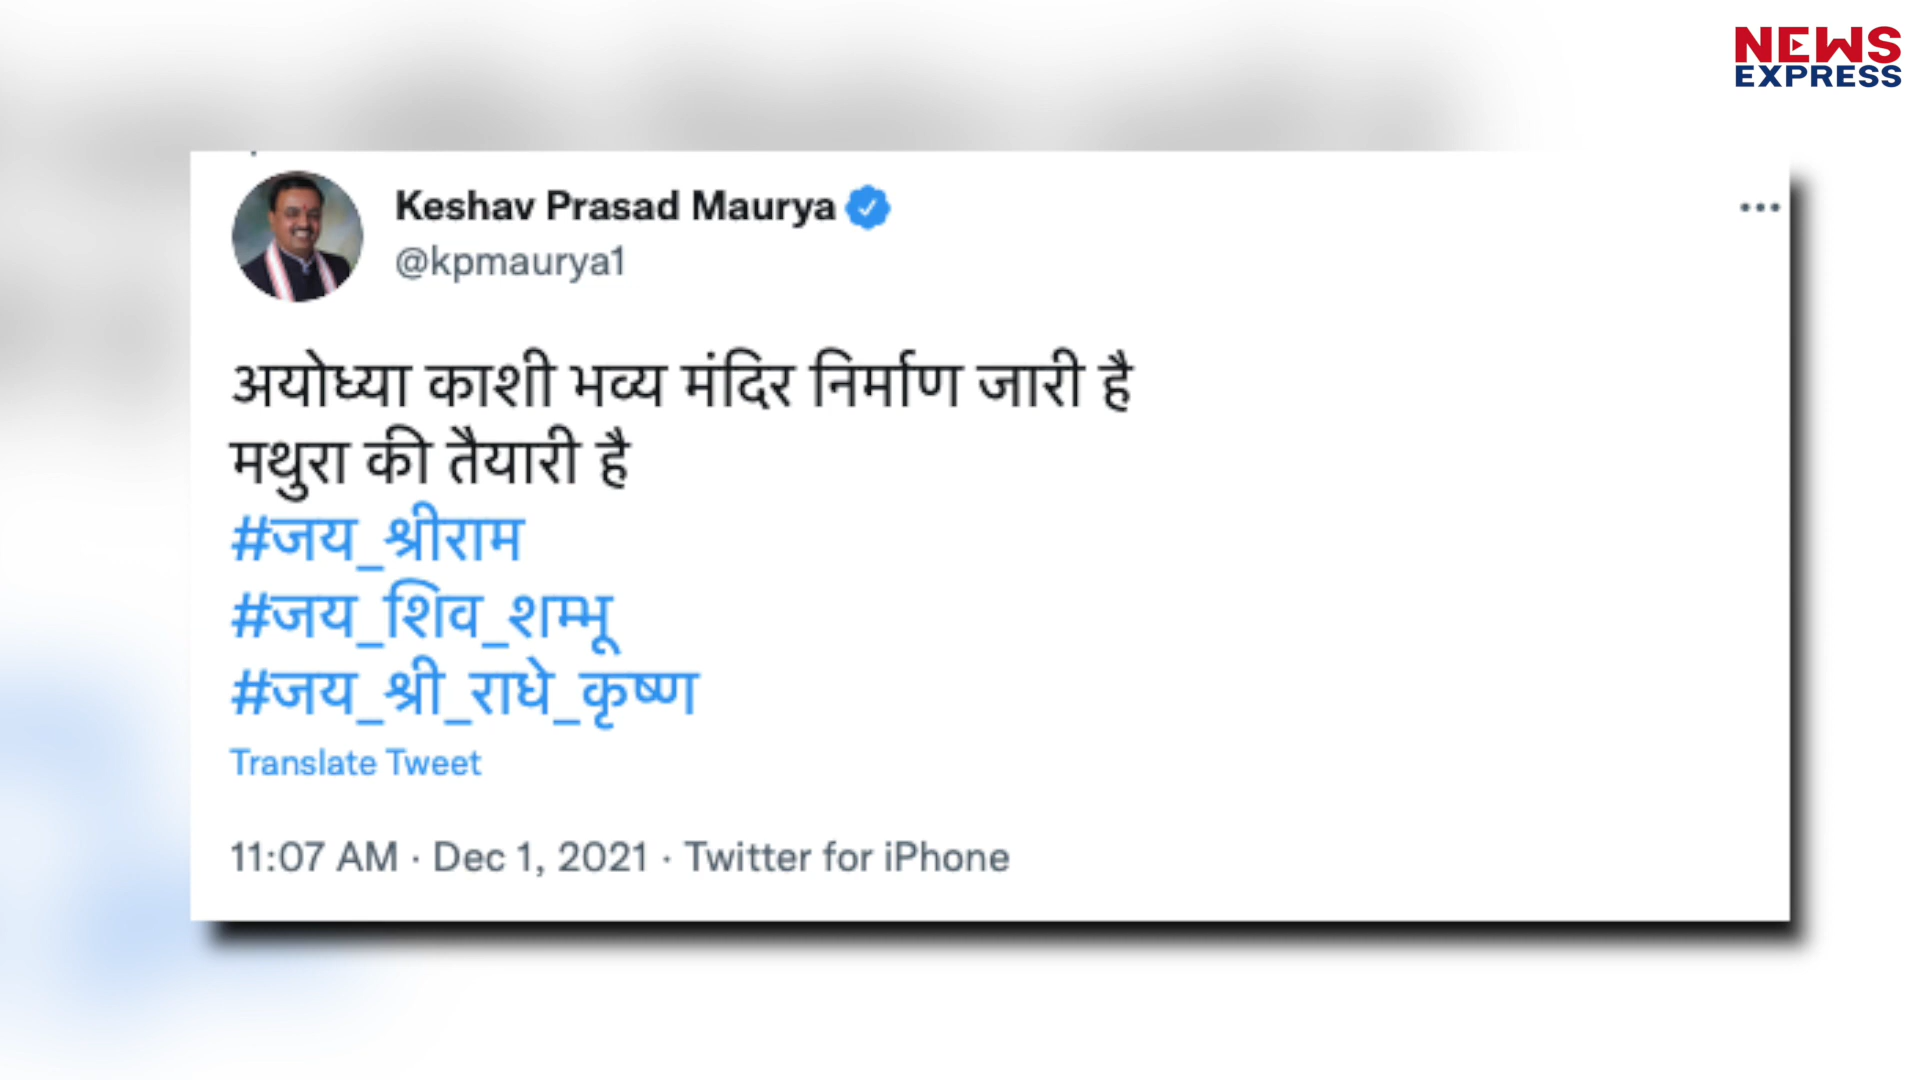 NEWS
EXPRESS
Keshav Prasad Maurya
@kpmaurya1
अयोध्या काशी भव्य मंदिर निर्माण जारी है
मथुरा की तैयारी है
#जय_श्रीराम
#जय_शिव_शम्भू
#जय_श्री_राधे_कृष्ण
Translate Tweet
11:07 AM · Dec 1, 2021 · Twitter for iPhone